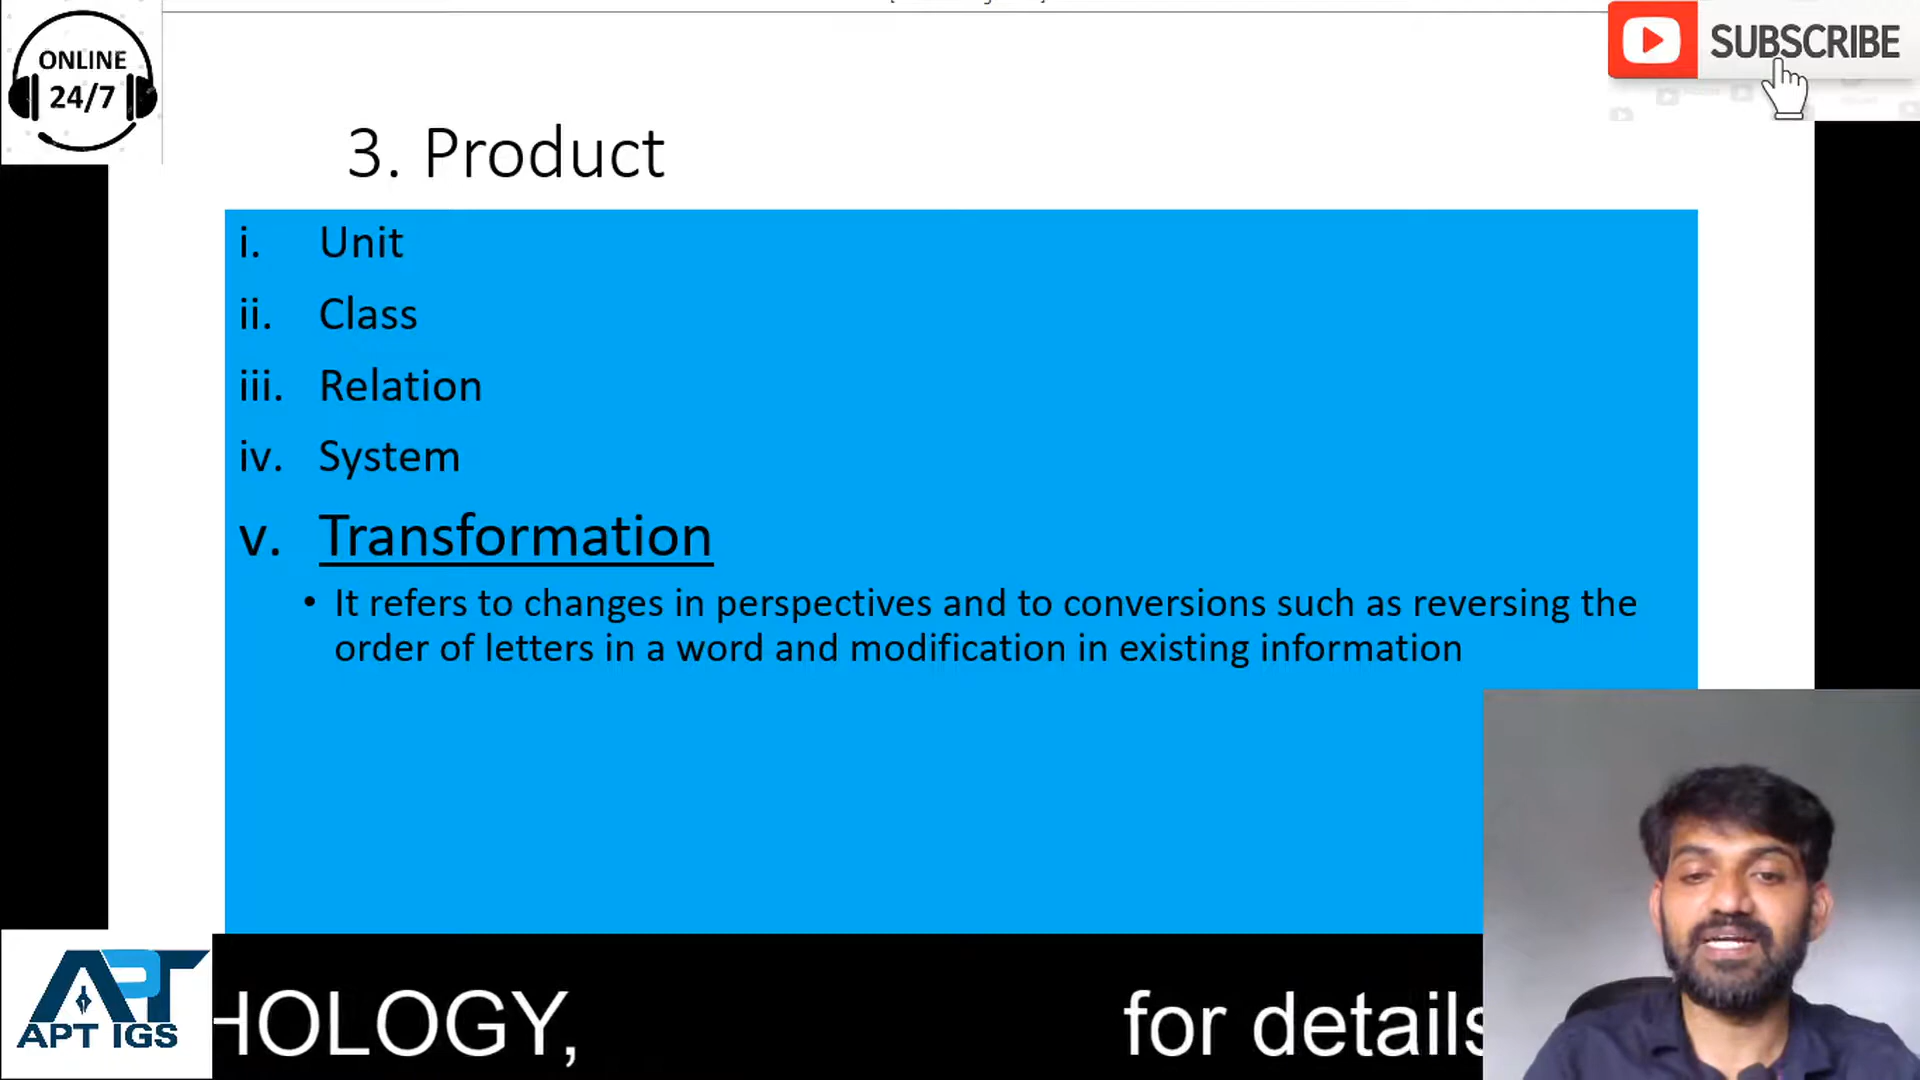 ONLINE
24/7
SUBSCRIBE
3. Product
i. Unit
ii. Class
iii. Relation
iv. System
v. Transformation
• It refers to changes in perspectives and to conversions such as reversing the
order of letters in a word and modification in existing information
APT
APT IGS
HOLOGY, for details